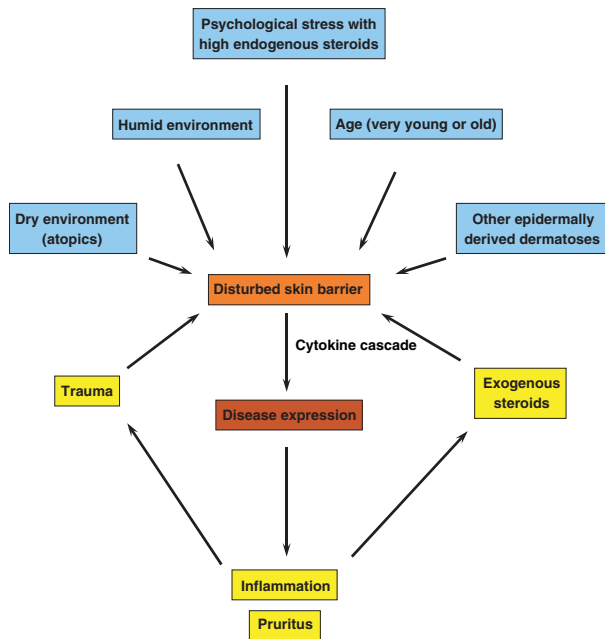 Psychological stress with
high endogenous steroids
Humid environment
Age (very young or old)
Dry environment
(atopics)
Other epidermally
derived dermatoses
Disturbed skin barrier
Cytokine cascade
Trauma
Disease expression
Exogenous
steroids
Inflammation
Pruritus